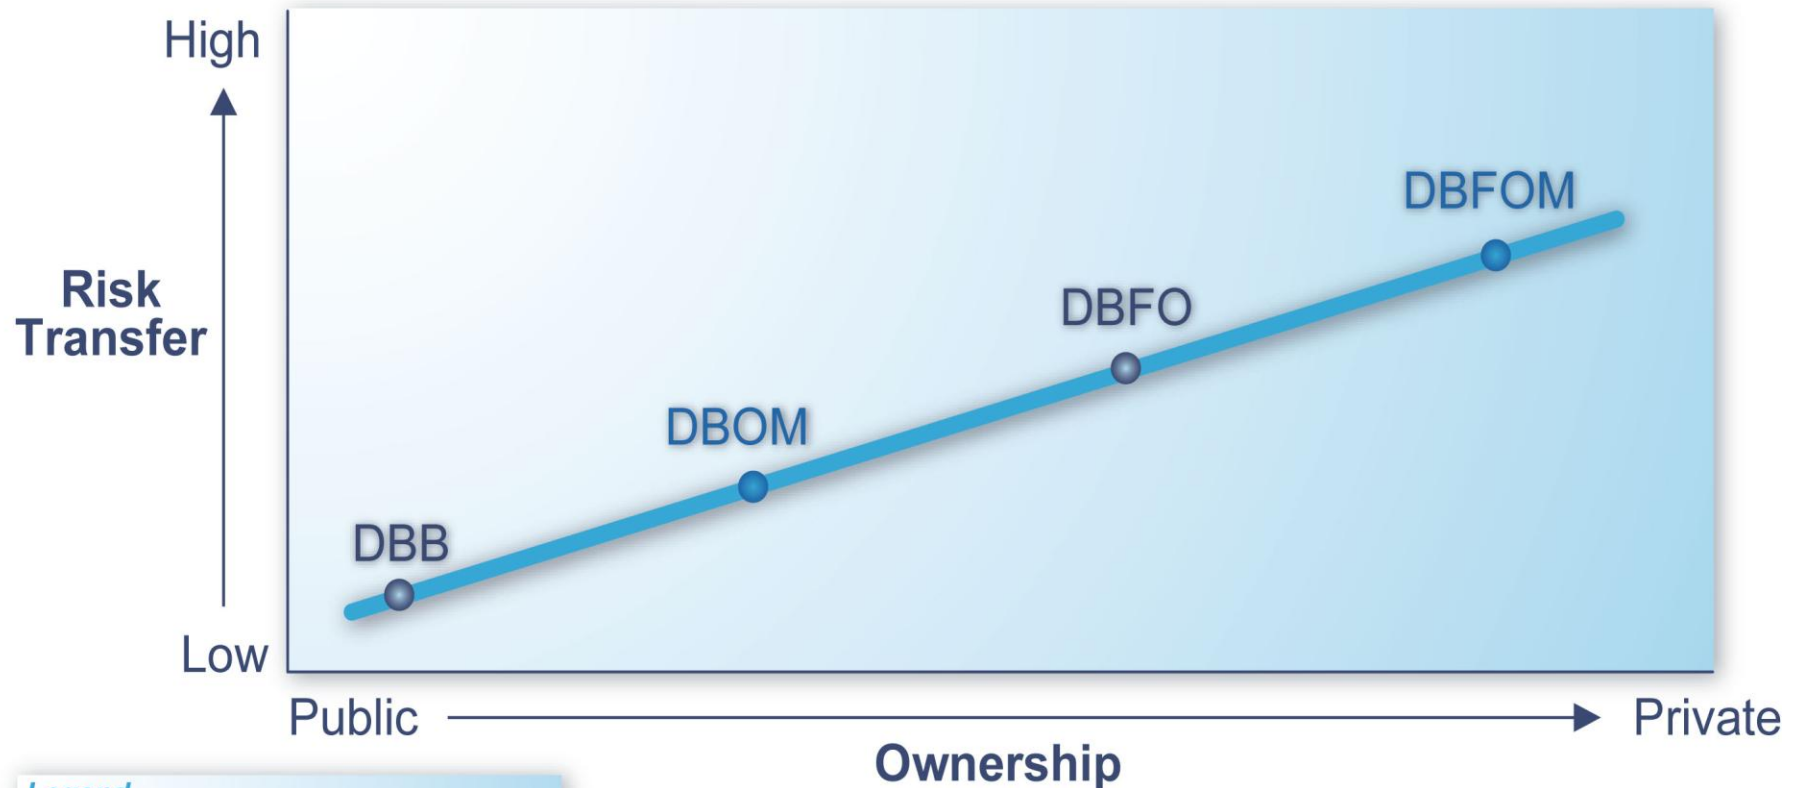 High
Risk
Transfer
Low
DBB
DBOM
DBFO
DBFOM
Public
Private
Ownership